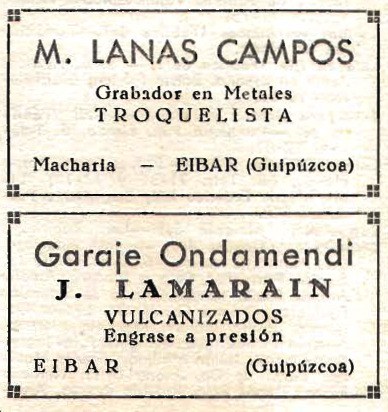 M. LANAS CAMPOS
Grabador en Metales
TROQUELISTA
Macharia — EIBAR (Guipúzcoa)
Garaje Ondamendi
J. LAMARAIN
VULCANIZADOS
Engrase a presión
EIBAR (Guipúzcoa)